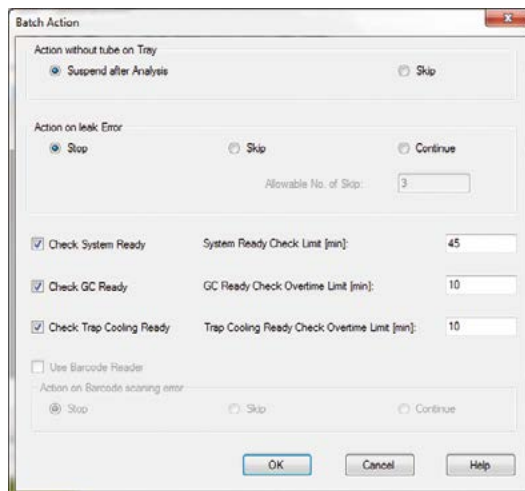 Batch Action
Action without tube on Tray
Suspend after Analysis Skip
Action on leak Error
Stop Skip Continue
Allowable No. of Skip: 3
Check System Ready System Ready Check Limit [min]: 45
Check GC Ready GC Ready Check Overtime Limit [min]: 10
Check Trap Cooling Ready Trap Cooling Ready Check Overtime Limit [min]: 10
Use Barcode Reader
Action on Barcode scaning error
Stop Skip Continue
OK Cancel Help